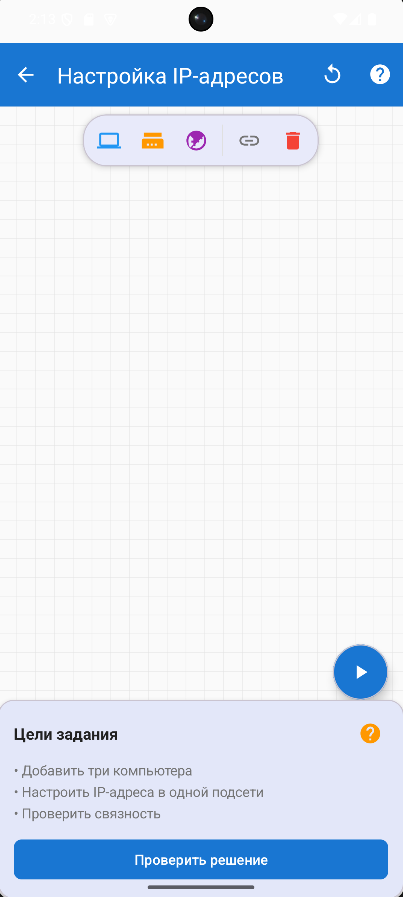 Настройка IP-адресов
Цели задания
• Добавить три компьютера
• Настроить IP-адреса в одной подсети
• Проверить связность
Проверить решение